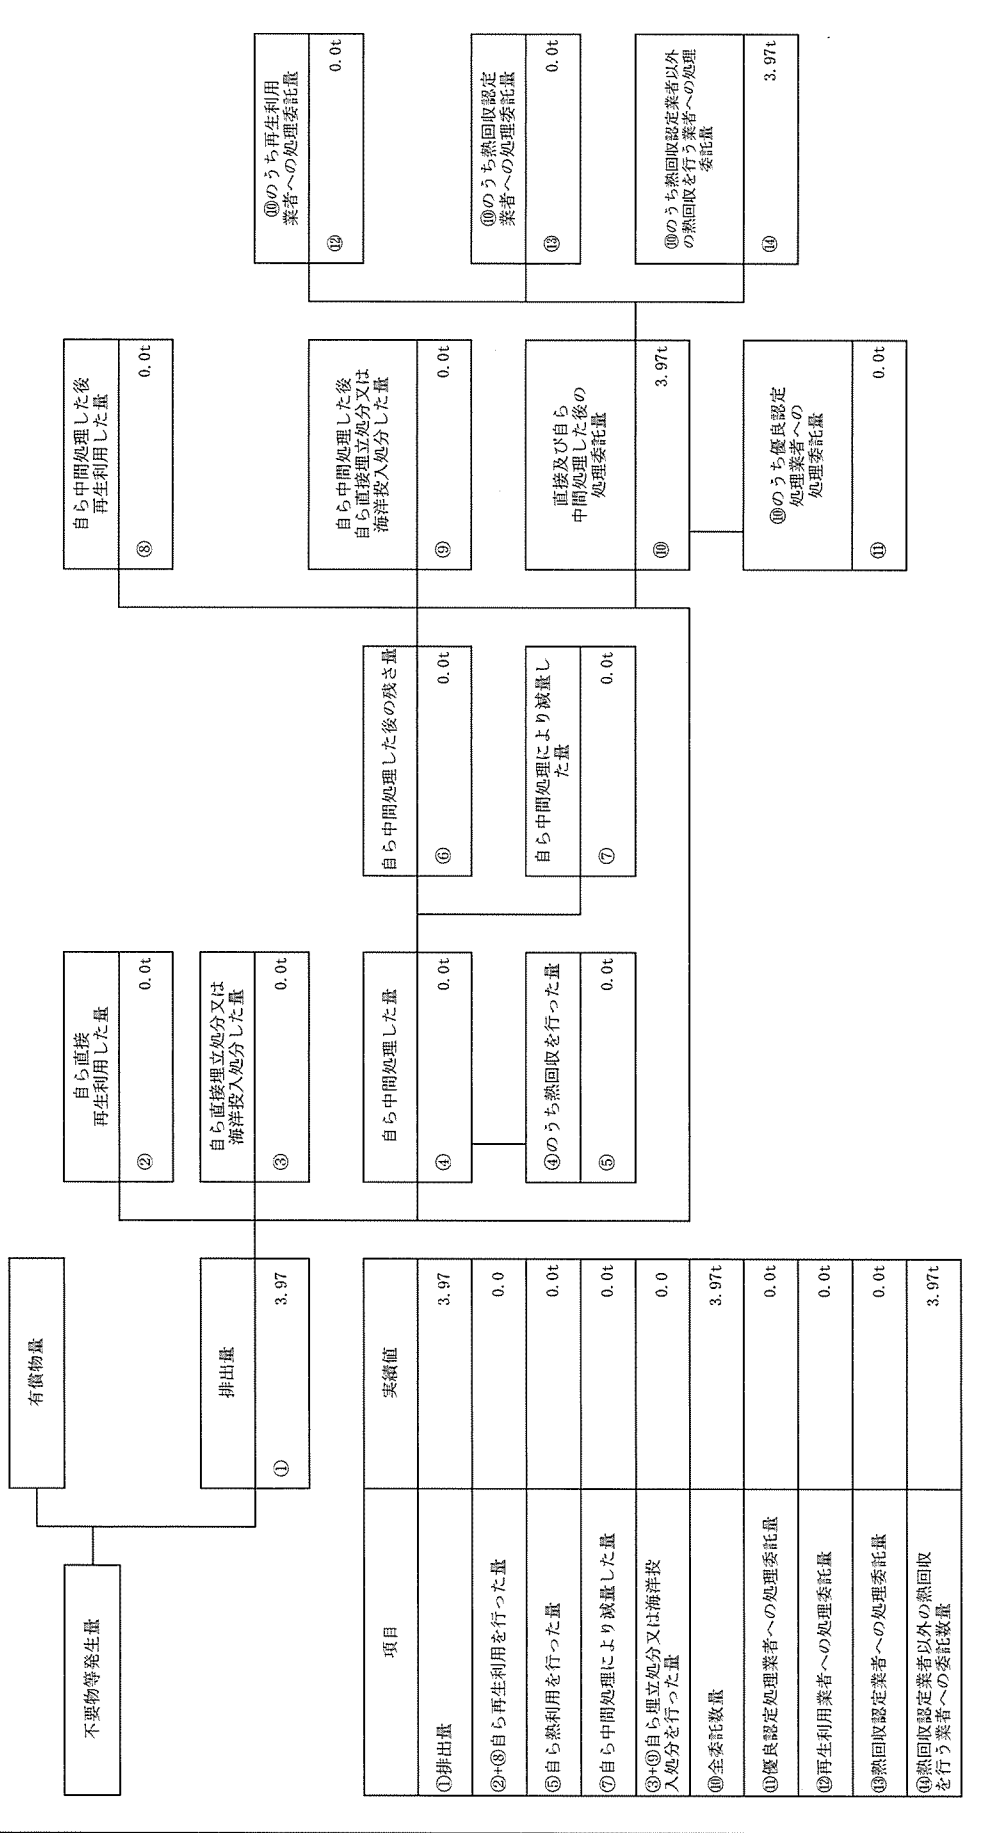 不要物等発生量
有償物量
排出量
① 3.97
自ら直接
再生利用した量
② 0.0t
自ら直接埋立処分又は
海洋投入処分した量
③ 0.0t
自ら中間処理した量
④ 0.0t
④のうち熱回収を行った量
⑤ 0.0t
自ら中間処理した後の残さ量
⑥ 0.0t
自ら中間処理により減量し
た量
⑦ 0.0t
自ら中間処理した後
再生利用した量
⑧ 0.0t
自ら中間処理した後
自ら直接埋立処分又は
海洋投入処分した量
⑨ 0.0t
直接及び自ら
中間処理した後の
処理委託量
⑩ 3.97t
⑩のうち優良認定
処理業者への
処理委託量
⑪ 0.0t
⑩のうち再生利用
業者への処理委託量
⑫ 0.0t
⑩のうち熱回収認定
業者への処理委託量
⑬ 0.0t
⑩のうち熱回収認定業者以外
の熱回収を行う業者への処理
委託量
⑭ 3.97t
項目 実績値
①排出量 3.97
②+⑧自ら再生利用を行った量 0.0
⑤自ら熱利用を行った量 0.0t
⑦自ら中間処理により減量した量 0.0t
③+⑨自ら埋立処分又は海洋投
入処分を行った量 0.0
⑩全委託数量 3.97t
⑪優良認定処理業者への処理委託量 0.0t
⑫再生利用業者への処理委託量 0.0t
⑬熱回収認定業者への処理委託量 0.0t
⑭熱回収認定業者以外の熱回収
を行う業者への委託数量 3.97t